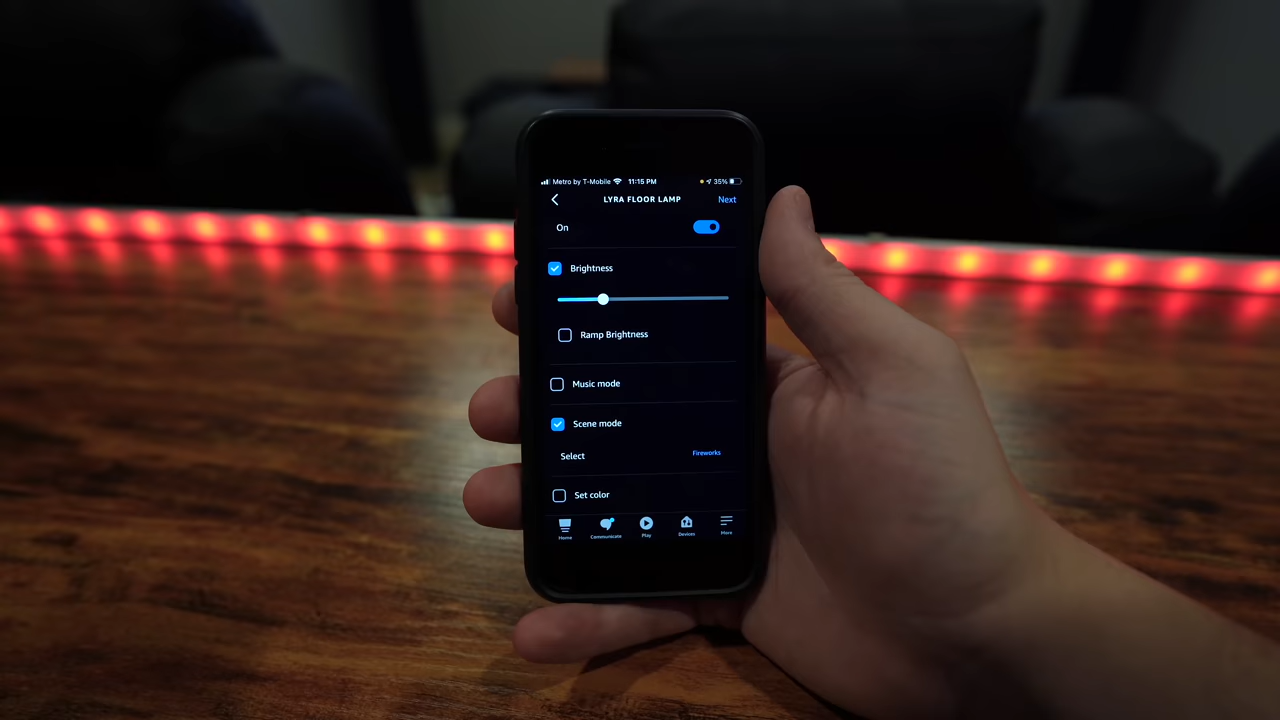 Metro by T-Mobile 11:15 PM 35%
LYRA FLOOR LAMP Next
On
Brightness
Ramp Brightness
Music mode
Scene mode
Select Fireworks
Set color
Home Communicate Play Devices More